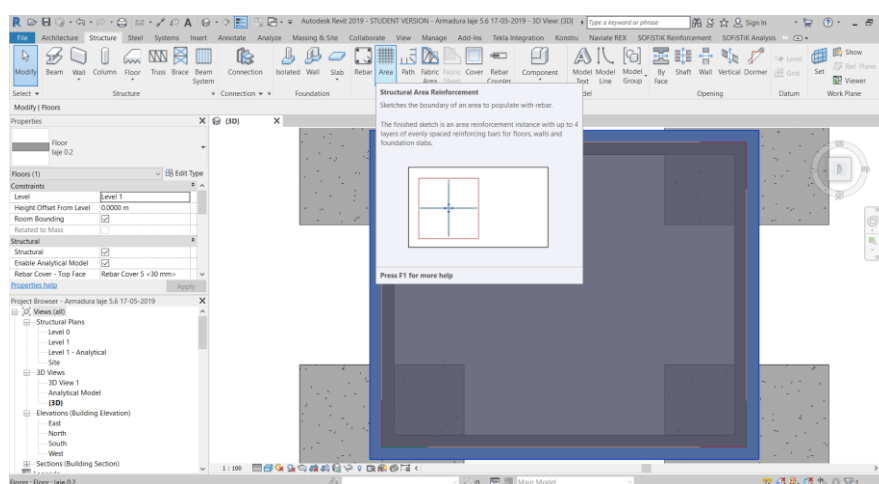 Autodesk Revit 2019 - STUDENT VERSION - Armadura laje 5.6 17-05-2019 - 3D View: {3D}
Type a keyword or phrase
Sign In
File Architecture Structure Steel Systems Insert Annotate Analyze Massing & Site Collaborate View Manage Add-Ins Tekla Integration Konstru Naviate REX SOFiSTiK Reinforcement SOFiSTiK Analysis
Modify Beam Wall Column Floor Truss Brace Beam System Connection Isolated Wall Slab Rebar Area Path Fabric Area Fabric Sheet Cover Rebar Coupler Component Model Text Model Line Model Group By Face Shaft Wall Vertical Dormer Level Grid Set Show Ref Plane Viewer
Select Structure Connection Foundation Opening Datum Work Plane
Modify | Floors
Properties
Floor
laje 0.2
Floors (1) Edit Type
Constraints
Level Level 1
Height Offset From Level 0.0000 m
Room Bounding
Related to Mass
Structural
Structural
Enable Analytical Model
Rebar Cover - Top Face Rebar Cover 5 <30 mm>
Properties help Apply
Project Browser - Armadura laje 5.6 17-05-2019
Views (all)
Structural Plans
Level 0
Level 1
Level 1 - Analytical
Site
3D Views
3D View 1
Analytical Model
{3D}
Elevations (Building Elevation)
East
North
South
West
Sections (Building Section)
{3D}
Structural Area Reinforcement
Sketches the boundary of an area to populate with rebar.
The finished sketch is an area reinforcement instance with up to 4
layers of evenly spaced reinforcing bars for floors, walls and
foundation slabs.
Press F1 for more help
1 : 100
Floors : Floor : laje 0.2
Main Model